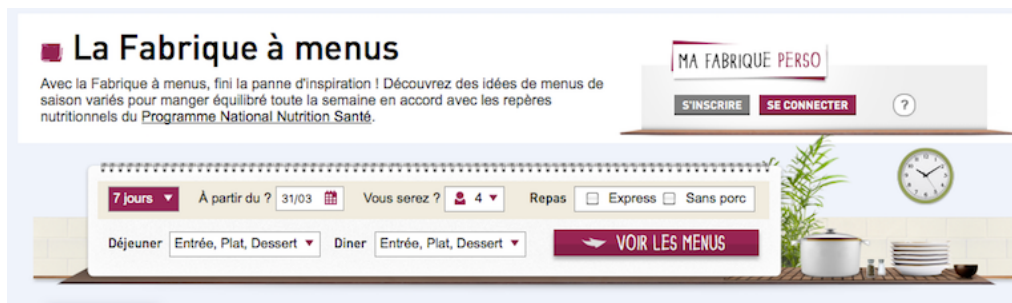 La Fabrique à menus
Avec la Fabrique à menus, fini la panne d'inspiration ! Découvrez des idées de menus de
saison variés pour manger équilibré toute la semaine en accord avec les repères
nutritionnels du Programme National Nutrition Santé.
MA FABRIQUE PERSO
S'INSCRIRE SE CONNECTER ?
7 jours À partir du ? 31/03 Vous serez ? 4 Repas Express Sans porc
Déjeuner Entrée, Plat, Dessert Diner Entrée, Plat, Dessert VOIR LES MENUS